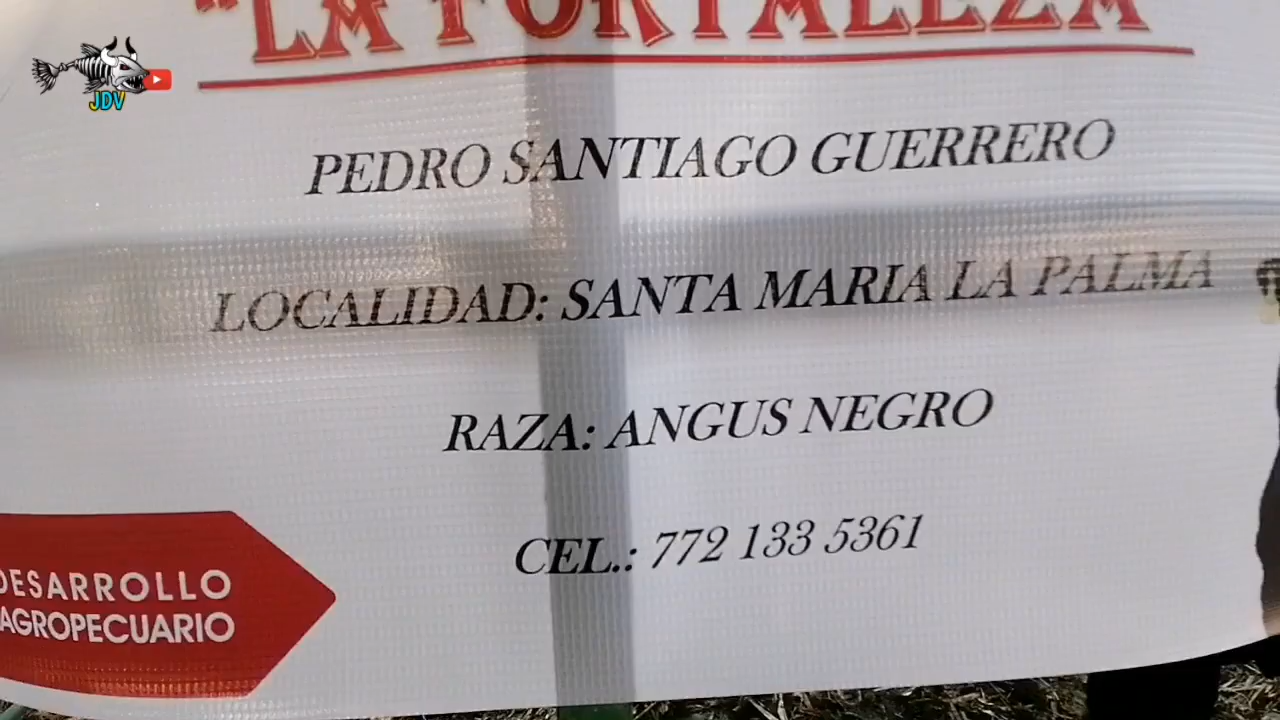 "LA FORTALEZA"
JDV
PEDRO SANTIAGO GUERRERO
LOCALIDAD: SANTA MARIA LA PALMA
RAZA: ANGUS NEGRO
CEL.: 772 133 5361
DESARROLLO
AGROPECUARIO